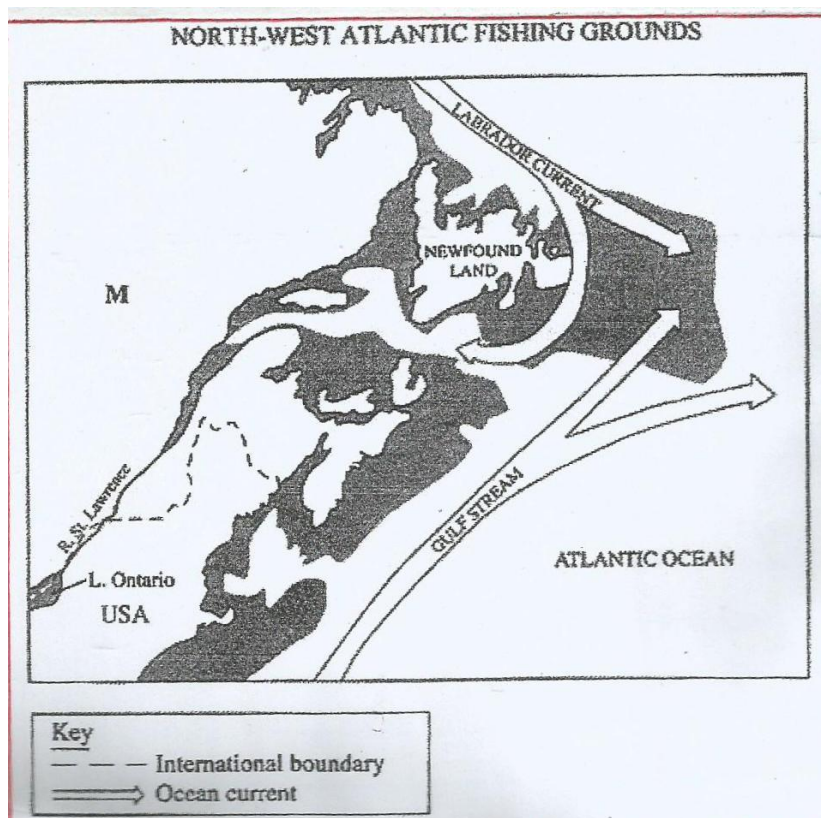 NORTH-WEST ATLANTIC FISHING GROUNDS
LABRADOR CURRENT
NEWFOUND
LAND
M
R. St. Lawrence
GULF STREAM
L. Ontario
USA
ATLANTIC OCEAN
Key
International boundary
Ocean current